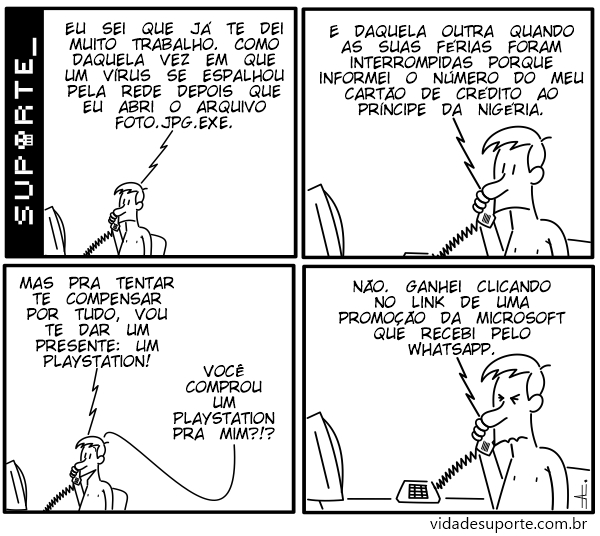 SUPORTE_
EU SEI QUE JÁ TE DEI
MUITO TRABALHO. COMO
DAQUELA VEZ EM QUE
UM VÍRUS SE ESPALHOU
PELA REDE DEPOIS QUE
EU ABRI O ARQUIVO
FOTO.JPG.EXE.
E DAQUELA OUTRA QUANDO
AS SUAS FÉRIAS FORAM
INTERROMPIDAS PORQUE
INFORMEI O NÚMERO DO MEU
CARTÃO DE CRÉDITO AO
PRÍNCIPE DA NIGÉRIA.
MAS PRA TENTAR
TE COMPENSAR
POR TUDO, VOU
TE DAR UM
PRESENTE: UM
PLAYSTATION!
VOCÊ
COMPROU
UM
PLAYSTATION
PRA MIM?!?
NÃO. GANHEI CLICANDO
NO LINK DE UMA
PROMOÇÃO DA MICROSOFT
QUE RECEBI PELO
WHATSAPP.
vidadesuporte.com.br